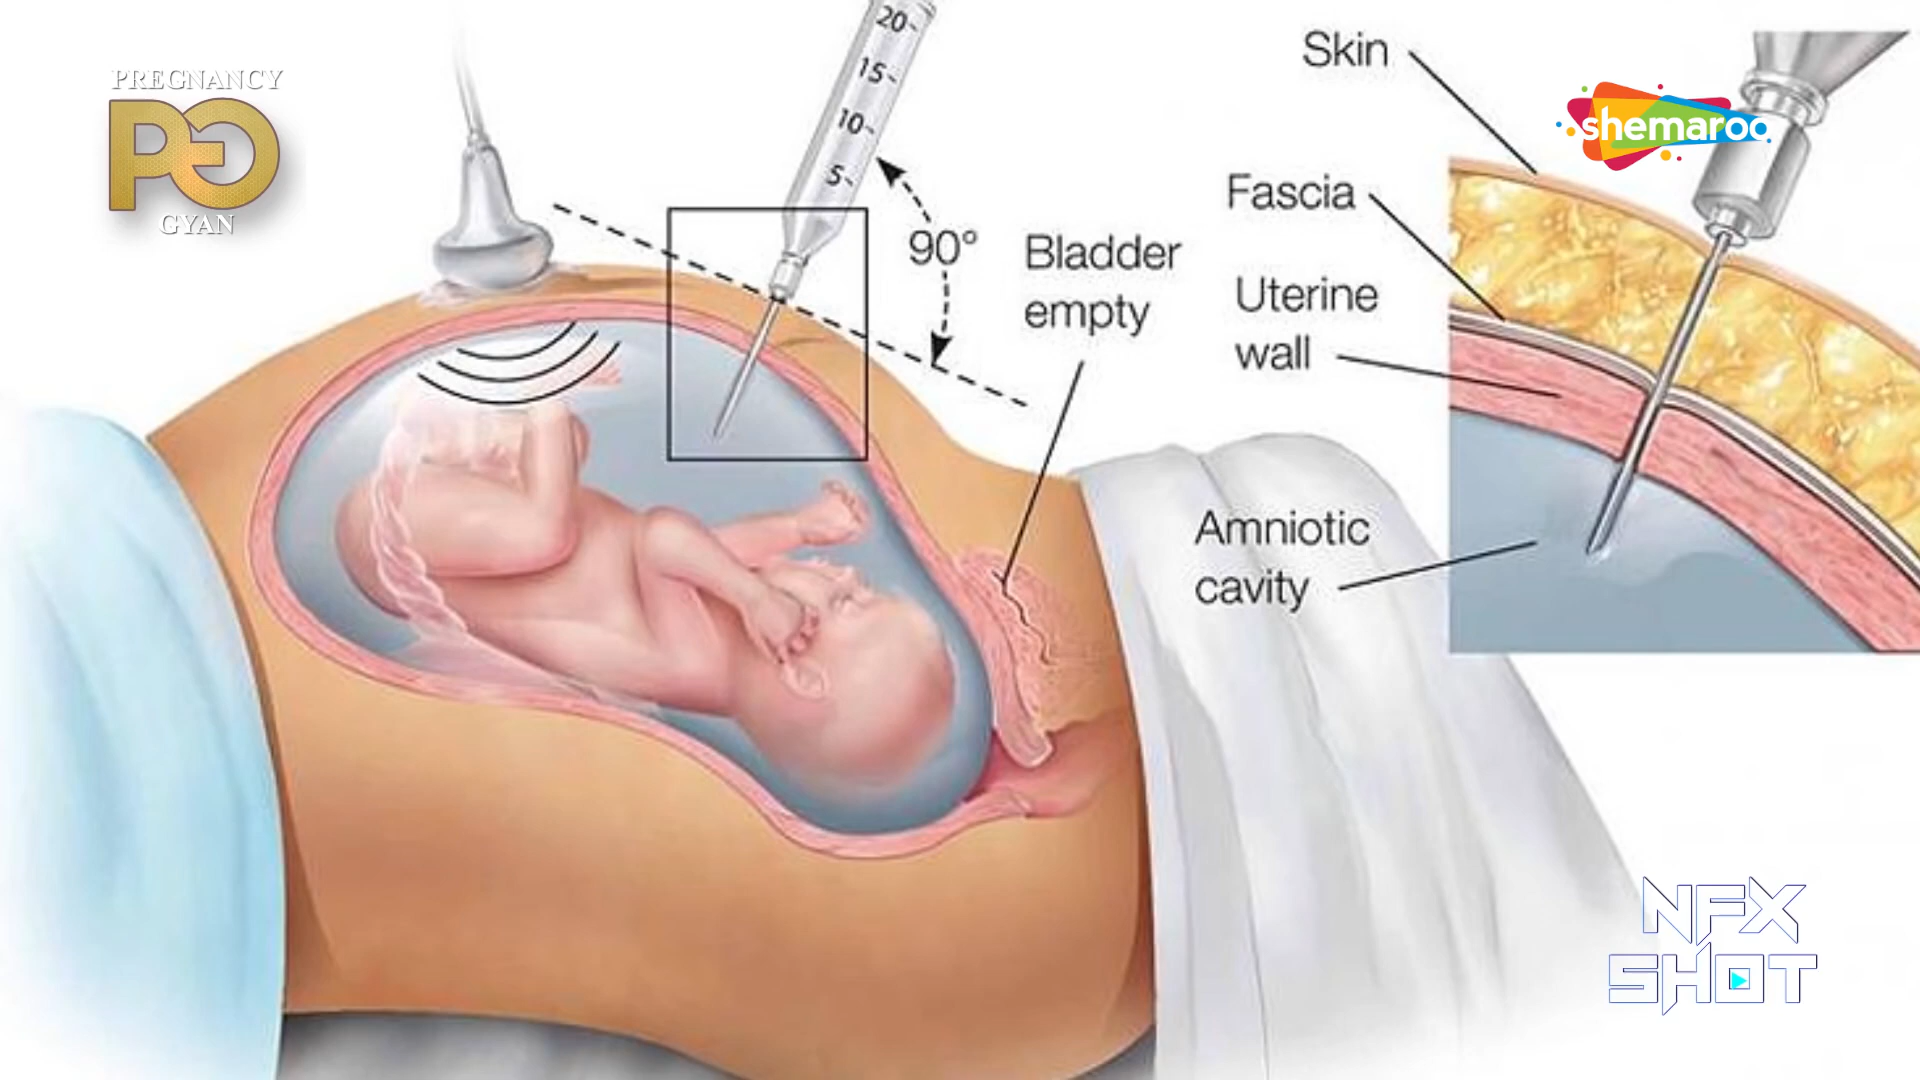 PREGNANCY
PG
GYAN
20
15
10
5
90°
Bladder
empty
Skin
shemaroo
Fascia
Uterine
wall
Amniotic
cavity
NFX
SHOT